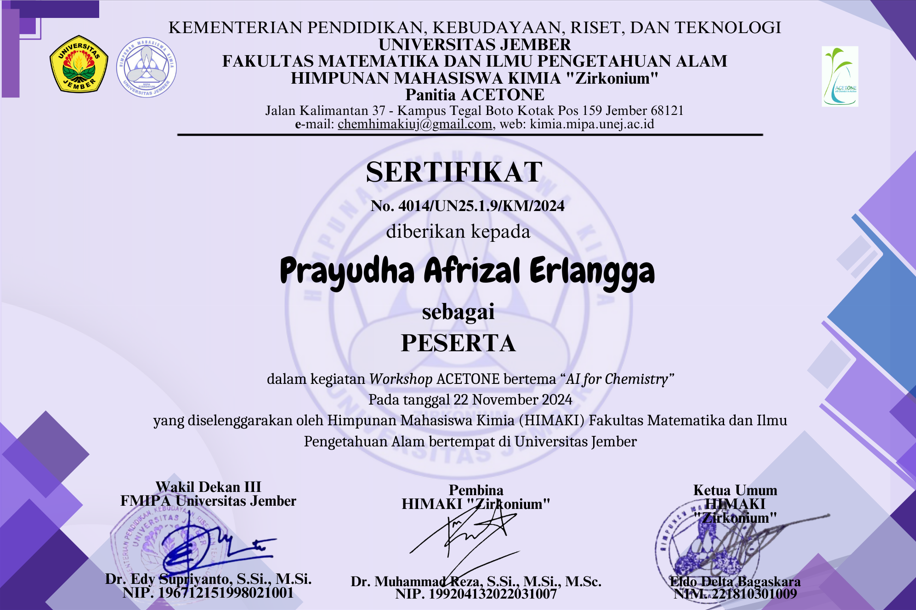 KEMENTERIAN PENDIDIKAN, KEBUDAYAAN, RISET, DAN TEKNOLOGI
UNIVERSITAS JEMBER
FAKULTAS MATEMATIKA DAN ILMU PENGETAHUAN ALAM
HIMPUNAN MAHASISWA KIMIA "Zirkonium"
Panitia ACETONE
Jalan Kalimantan 37 - Kampus Tegal Boto Kotak Pos 159 Jember 68121
e-mail: chemhimakiuj@gmail.com, web: kimia.mipa.unej.ac.id
UNIVERSITAS
JEMBER
ACETONE
SERTIFIKAT
No. 4014/UN25.1.9/KM/2024
diberikan kepada
Prayudha Afrizal Erlangga
sebagai
PESERTA
dalam kegiatan Workshop ACETONE bertema “AI for Chemistry”
Pada tanggal 22 November 2024
yang diselenggarakan oleh Himpunan Mahasiswa Kimia (HIMAKI) Fakultas Matematika dan Ilmu
Pengetahuan Alam bertempat di Universitas Jember
Wakil Dekan III
FMIPA Universitas Jember
Dr. Edy Supriyanto, S.Si., M.Si.
NIP. 196712151998021001
Pembina
HIMAKI "Zirkonium"
Dr. Muhammad Reza, S.Si., M.Si., M.Sc.
NIP. 199204132022031007
Ketua Umum
HIMAKI
"Zirkonium"
Eldo Delta Bagaskara
NIM. 221810301009